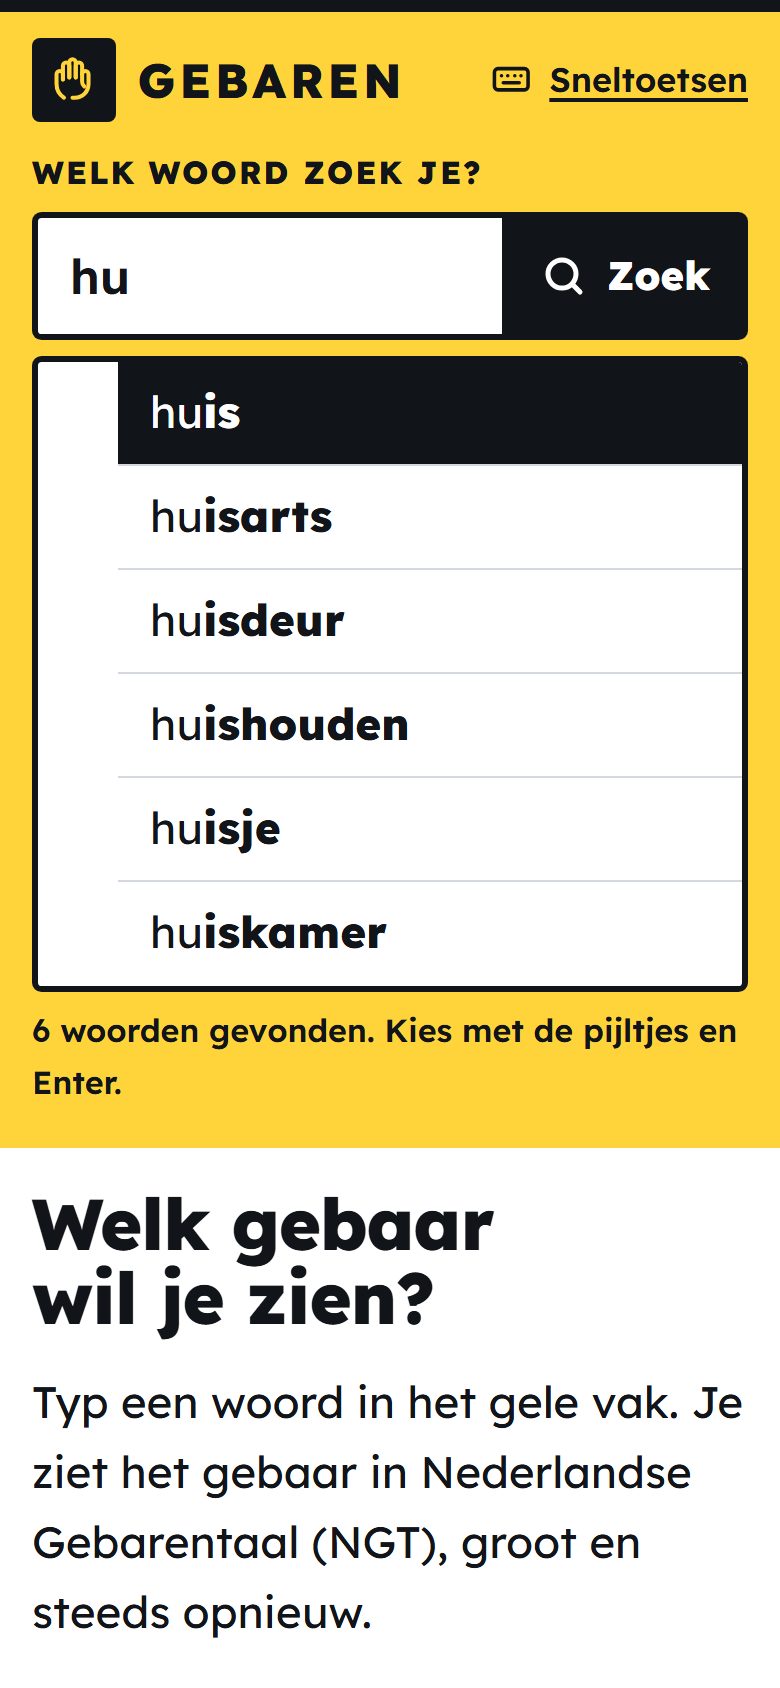 GEBAREN
Sneltoetsen
WELK WOORD ZOEK JE?
hu
Zoek
huis
huisarts
huisdeur
huishouden
huisje
huiskamer
6 woorden gevonden. Kies met de pijltjes en
Enter.
Welk gebaar
wil je zien?
Typ een woord in het gele vak. Je
ziet het gebaar in Nederlandse
Gebarentaal (NGT), groot en
steeds opnieuw.